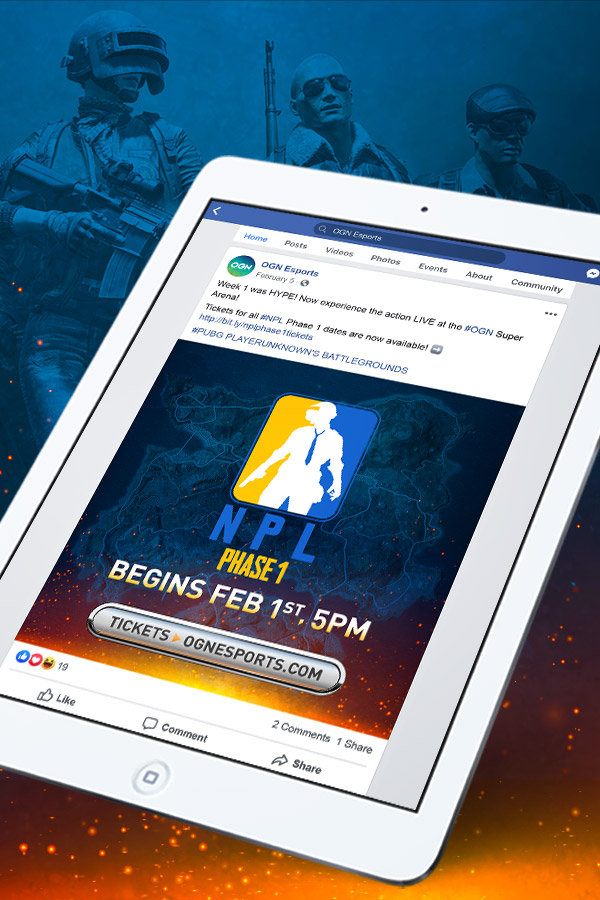 OGN Esports
Home Posts Videos Photos Events About Community
OGN
OGN Esports
February 5
Week 1 was HYPE! Now experience the action LIVE at the #OGN Super
Arena!
Tickets for all #NPL Phase 1 dates are now available!
http://bit.ly/nplphase1tickets
#PUBG PLAYERUNKNOWN'S BATTLEGROUNDS
NPL
PHASE 1
BEGINS FEB 1ST, 5PM
TICKETS OGNESPORTS.COM
19
2 Comments 1 Share
Like Comment Share